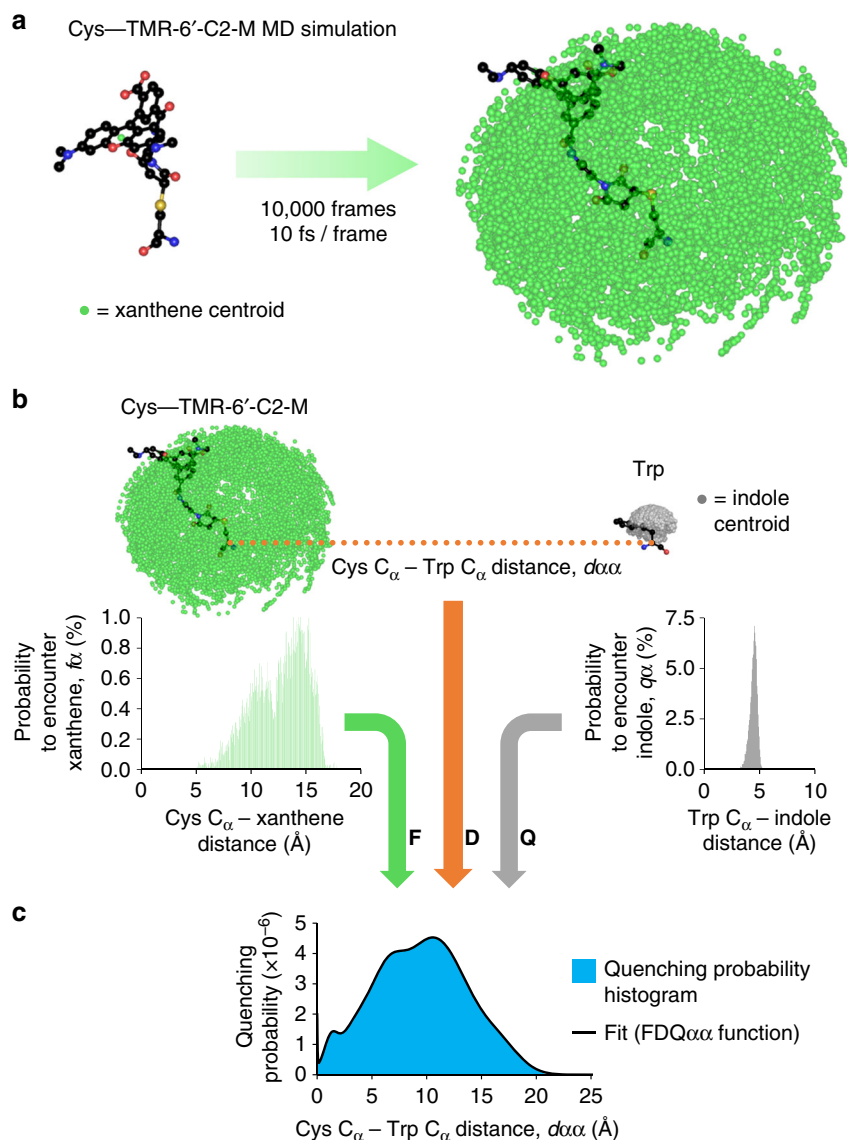 a
Cys—TMR-6′-C2-M MD simulation
10,000 frames
10 fs / frame
= xanthene centroid
b
Cys—TMR-6′-C2-M
Trp
= indole
centroid
Cys Cα – Trp Cα distance, dαα
Probability
to encounter
xanthene, fα (%)
1.0
0.8
0.6
0.4
0.2
0.0
0 5 10 15 20
Cys Cα – xanthene
distance (Å)
F D Q
Probability
to encounter
indole, qα (%)
7.5
5.0
2.5
0.0
0 5 10
Trp Cα – indole
distance (Å)
c
Quenching
probability (×10⁻⁶)
5
4
3
2
1
0
0 5 10 15 20 25
Cys Cα – Trp Cα distance, dαα (Å)
Quenching probability
histogram
Fit (FDQαα function)